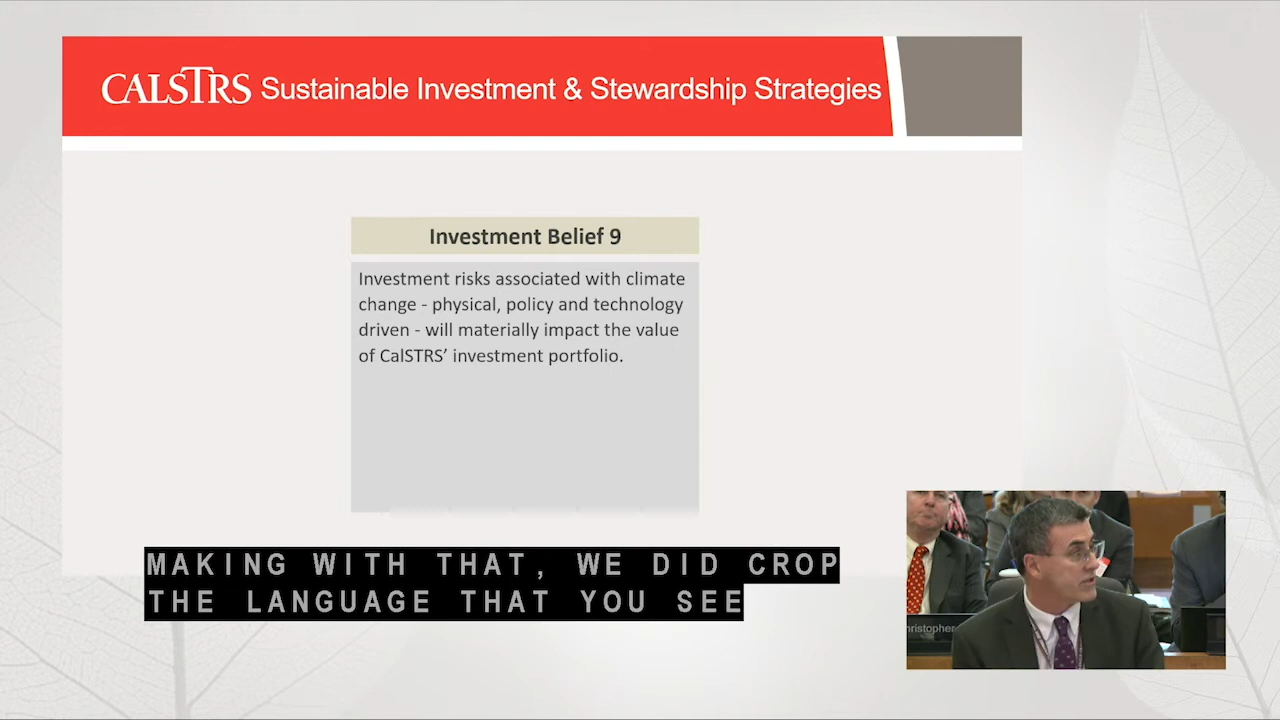 CALSTRS Sustainable Investment & Stewardship Strategies
Investment Belief 9
Investment risks associated with climate
change - physical, policy and technology
driven - will materially impact the value
of CalSTRS’ investment portfolio.
MAKING WITH THAT, WE DID CROP
THE LANGUAGE THAT YOU SEE
hristopher